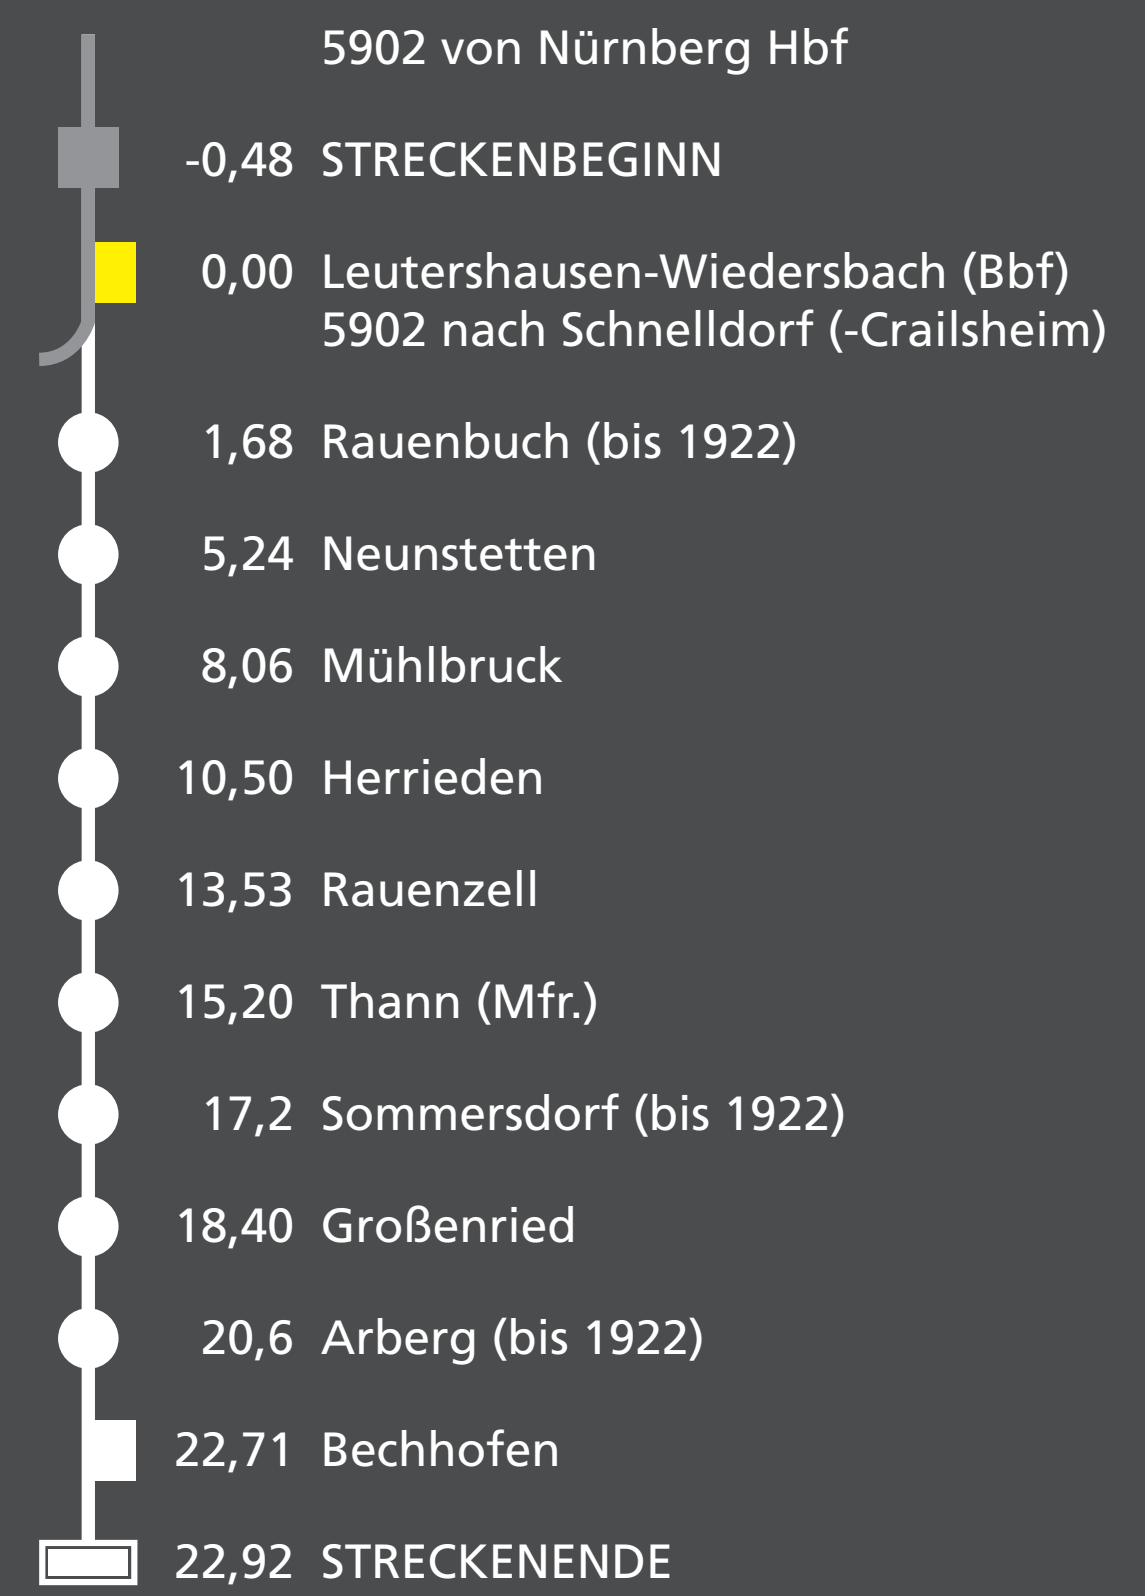 5902 von Nürnberg Hbf
-0,48 STRECKENBEGINN
0,00 Leutershausen-Wiedersbach (Bbf)
5902 nach Schnelldorf (-Crailsheim)
1,68 Rauenbuch (bis 1922)
5,24 Neunstetten
8,06 Mühlbruck
10,50 Herrieden
13,53 Rauenzell
15,20 Thann (Mfr.)
17,2 Sommersdorf (bis 1922)
18,40 Großenried
20,6 Arberg (bis 1922)
22,71 Bechhofen
22,92 STRECKENENDE